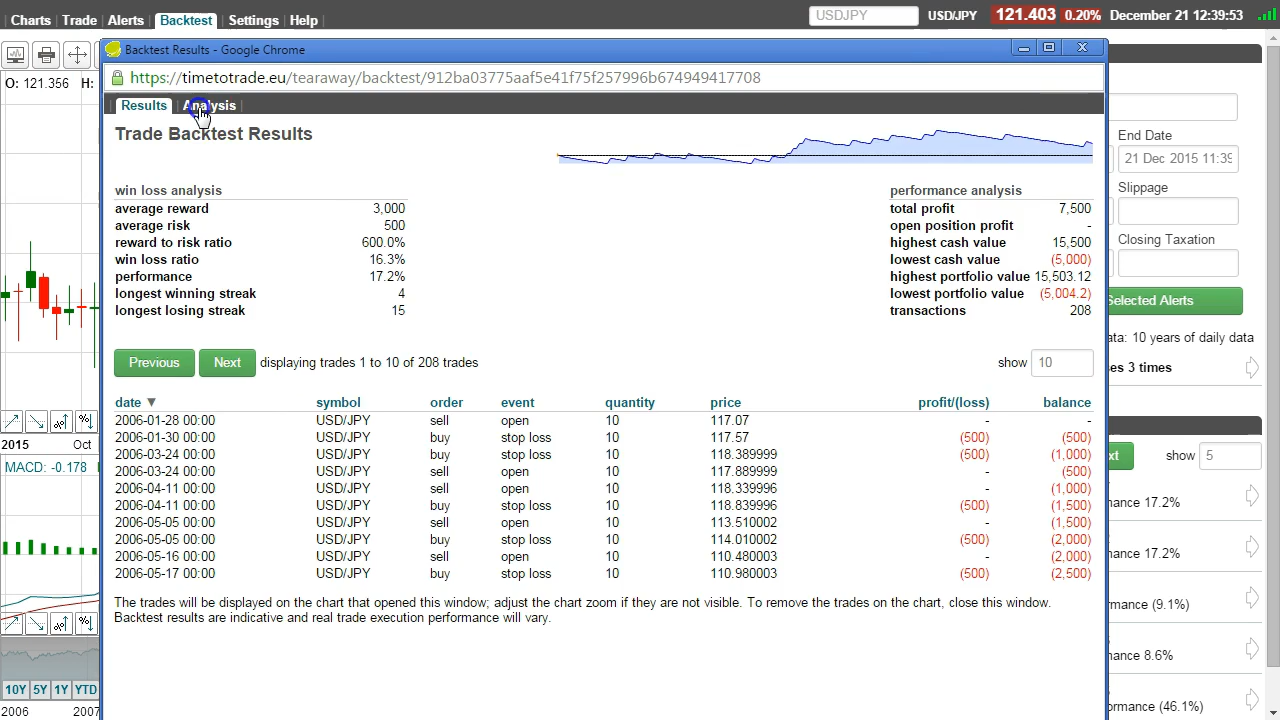 Charts | Trade | Alerts | Backtest | Settings | Help |
USDJPY USD/JPY 121.403 0.20% December 21 12:39:53
Backtest Results - Google Chrome
O: 121.356 H:
https://timetotrade.eu/tearaway/backtest/912ba03775aaf5e41f75f257996b674949417708
Results | Analysis |
Trade Backtest Results
End Date
21 Dec 2015 11:39
Slippage
Closing Taxation
Selected Alerts
ata: 10 years of daily data
es 3 times
win loss analysis
average reward 3,000
average risk 500
reward to risk ratio 600.0%
win loss ratio 16.3%
performance 17.2%
longest winning streak 4
longest losing streak 15
performance analysis
total profit 7,500
open position profit -
highest cash value 15,500
lowest cash value (5,000)
highest portfolio value 15,503.12
lowest portfolio value (5,004.2)
transactions 208
Previous Next displaying trades 1 to 10 of 208 trades show 10
date ▼ symbol order event quantity price profit/(loss) balance
2006-01-28 00:00 USD/JPY sell open 10 117.07 - -
2006-01-30 00:00 USD/JPY buy stop loss 10 117.57 (500) (500)
2006-03-24 00:00 USD/JPY buy stop loss 10 118.389999 (500) (1,000)
2006-03-24 00:00 USD/JPY sell open 10 117.889999 - (500)
2006-04-11 00:00 USD/JPY sell open 10 118.339996 - (1,000)
2006-04-11 00:00 USD/JPY buy stop loss 10 118.839996 (500) (1,500)
2006-05-05 00:00 USD/JPY sell open 10 113.510002 - (1,500)
2006-05-05 00:00 USD/JPY buy stop loss 10 114.010002 (500) (2,000)
2006-05-16 00:00 USD/JPY sell open 10 110.480003 - (2,000)
2006-05-17 00:00 USD/JPY buy stop loss 10 110.980003 (500) (2,500)
The trades will be displayed on the chart that opened this window; adjust the chart zoom if they are not visible. To remove the trades on the chart, close this window.
Backtest results are indicative and real trade execution performance will vary.
2015 Oct
MACD: -0.178
10Y 5Y 1Y YTD
2006 2007
xt show 5
nance 17.2%
nance 17.2%
mance (9.1%)
nance 8.6%
ormance (46.1%)